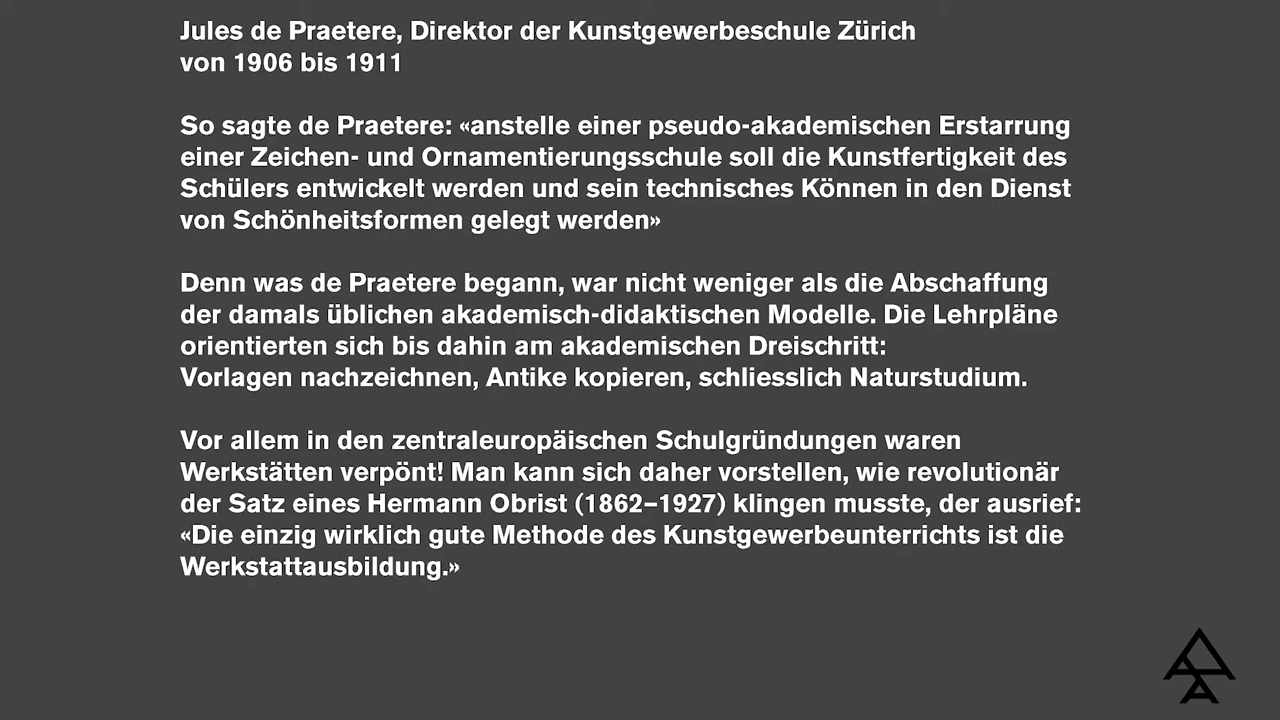 Jules de Praetere, Direktor der Kunstgewerbeschule Zürich
von 1906 bis 1911
So sagte de Praetere: «anstelle einer pseudo-akademischen Erstarrung
einer Zeichen- und Ornamentierungsschule soll die Kunstfertigkeit des
Schülers entwickelt werden und sein technisches Können in den Dienst
von Schönheitsformen gelegt werden»
Denn was de Praetere begann, war nicht weniger als die Abschaffung
der damals üblichen akademisch-didaktischen Modelle. Die Lehrpläne
orientierten sich bis dahin am akademischen Dreischritt:
Vorlagen nachzeichnen, Antike kopieren, schliesslich Naturstudium.
Vor allem in den zentraleuropäischen Schulgründungen waren
Werkstätten verpönt! Man kann sich daher vorstellen, wie revolutionär
der Satz eines Hermann Obrist (1862–1927) klingen musste, der ausrief:
«Die einzig wirklich gute Methode des Kunstgewerbeunterrichts ist die
Werkstattausbildung.»